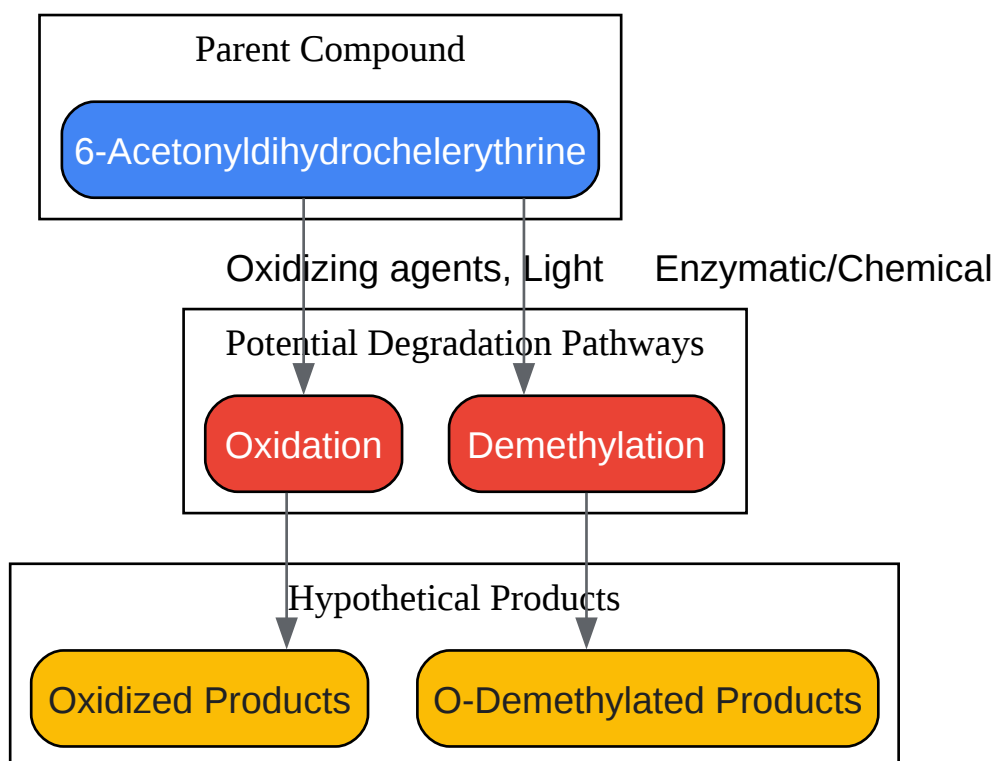 Parent Compound
6-Acetonyldihydrochelerythrine
Oxidizing agents, Light
Enzymatic/Chemical
Potential Degradation Pathways
Oxidation
Demethylation
Hypothetical Products
Oxidized Products
O-Demethylated Products